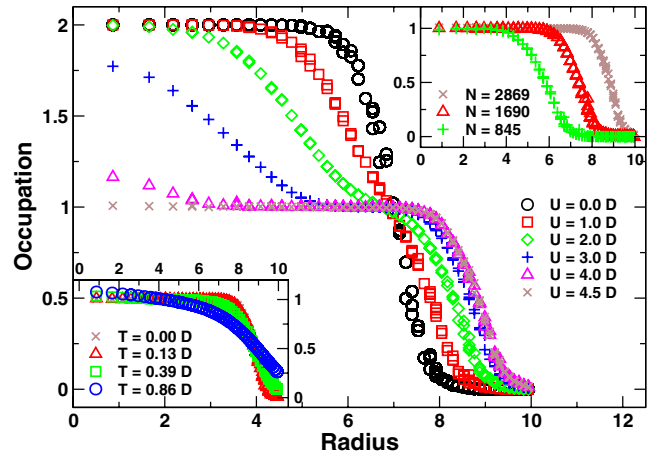 2
1.5
1
0.5
0
Occupation
0 2 4 6 8 10 12
Radius
1
0.5
0
0 2 4 6 8 10
N = 2869
N = 1690
N = 845
U = 0.0 D
U = 1.0 D
U = 2.0 D
U = 3.0 D
U = 4.0 D
U = 4.5 D
0 2 4 6 8 10
1
0.5
0
T = 0.00 D
T = 0.13 D
T = 0.39 D
T = 0.86 D